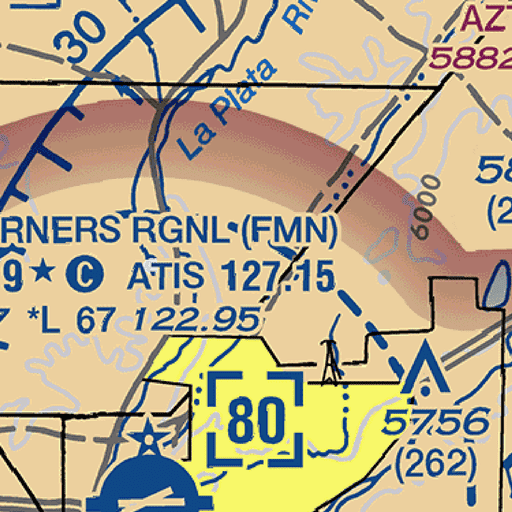 30
AZT
5882
La Plata
Riv
58
(2
6000
RNERS RGNL (FMN)
9 ★ C ATIS 127.15
*L 67 122.95
80
5756
(262)